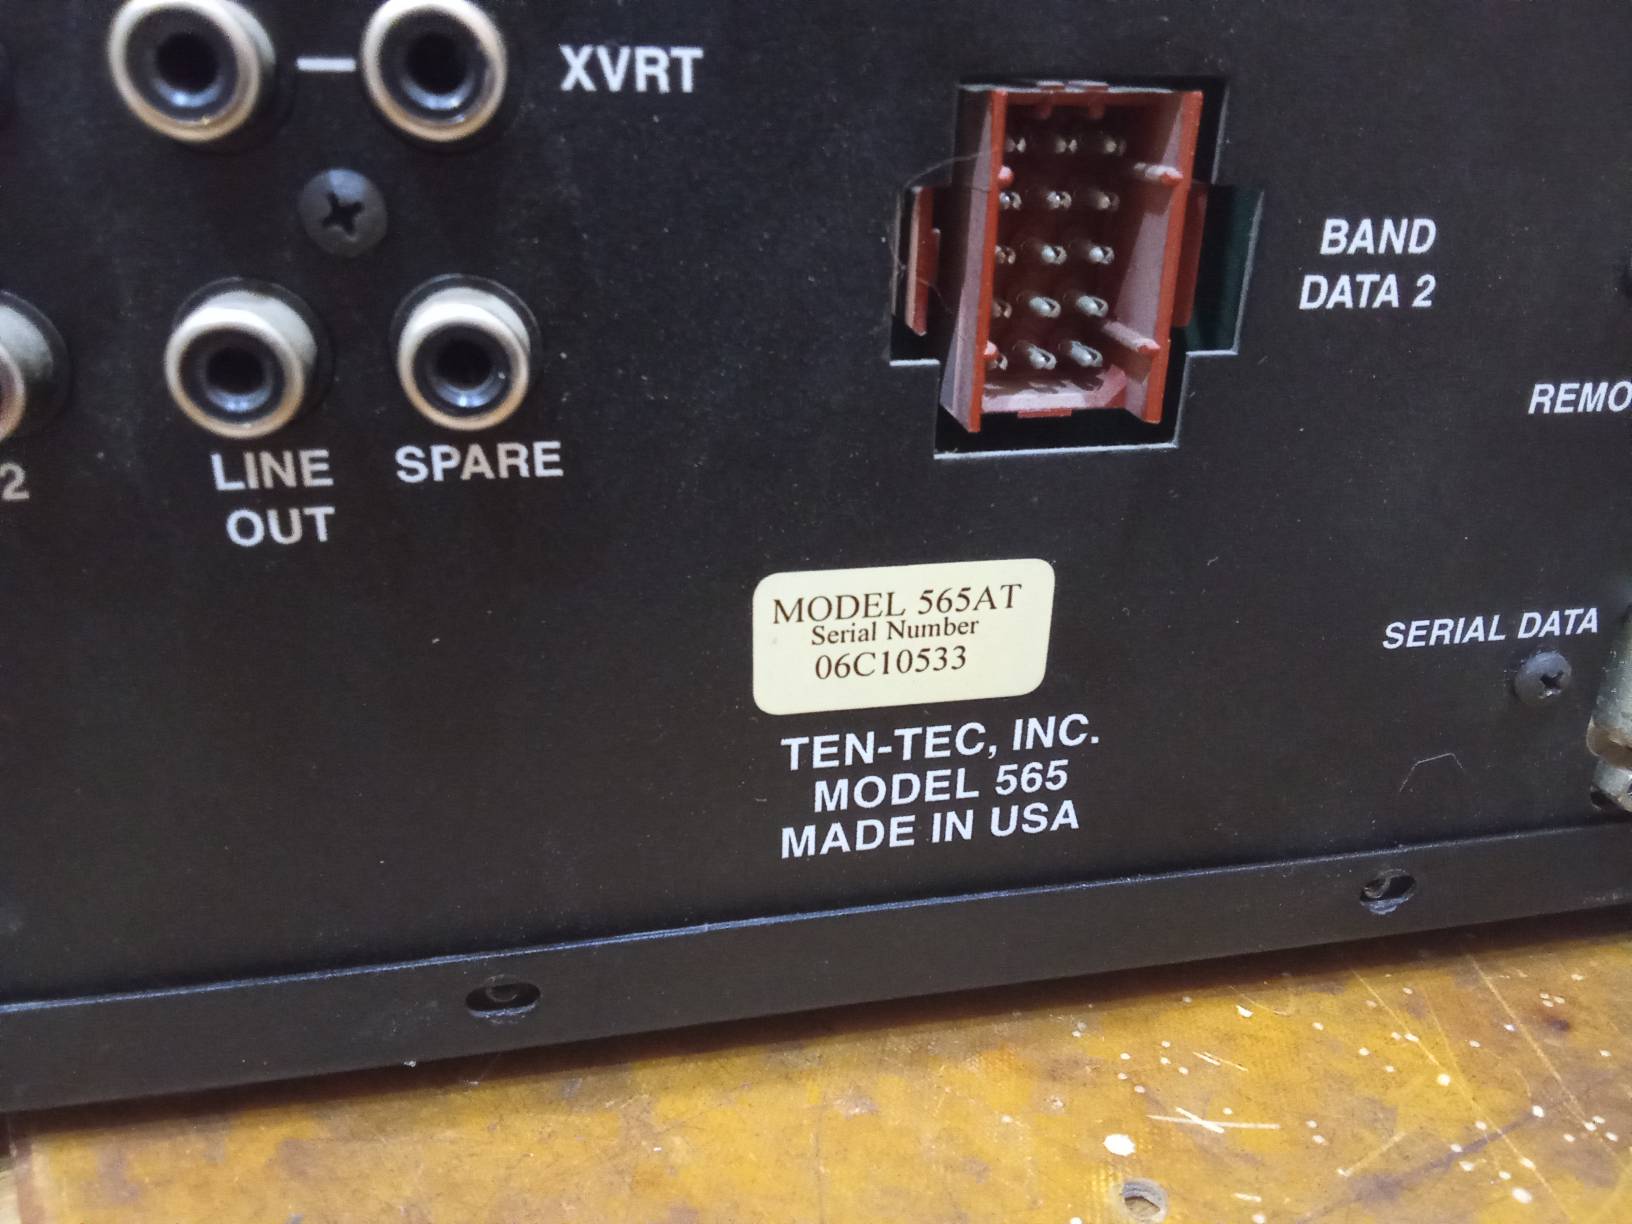 XVRT
BAND
DATA 2
REMO
2
LINE
OUT
SPARE
MODEL 565AT
Serial Number
06C10533
SERIAL DATA
TEN-TEC, INC.
MODEL 565
MADE IN USA